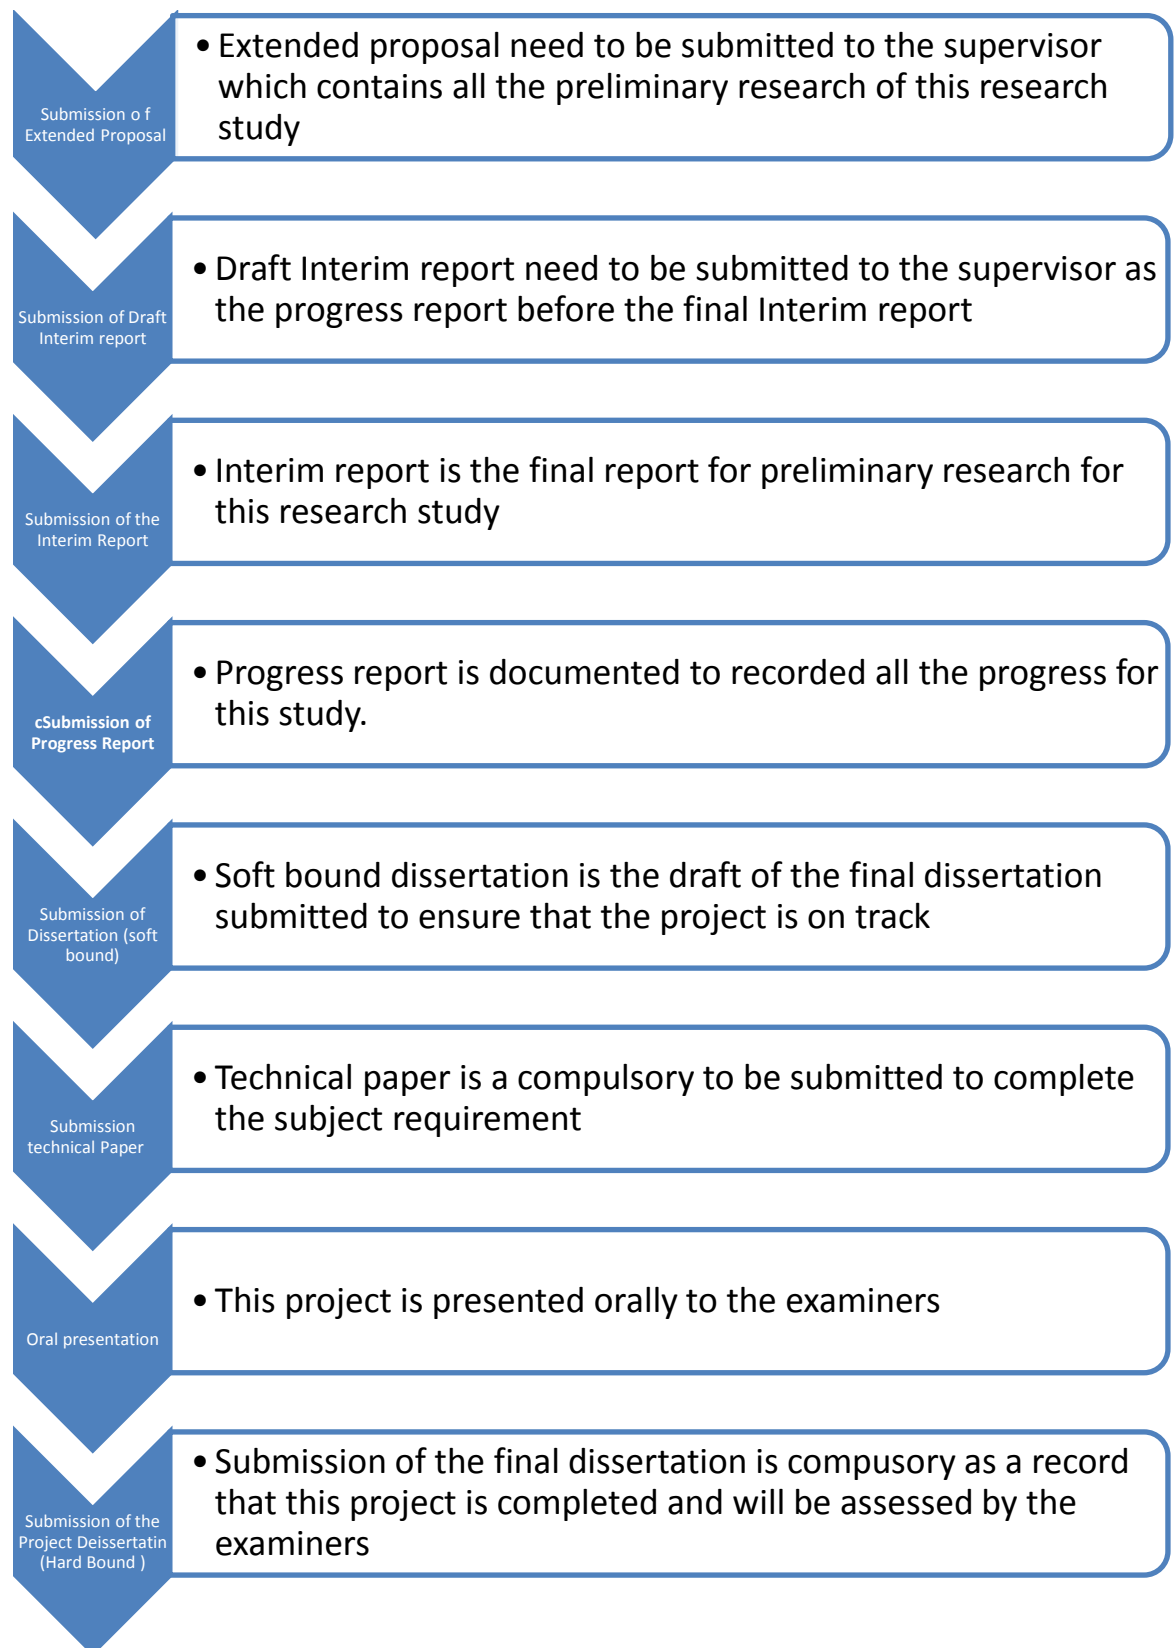 Submission o f
Extended Proposal
• Extended proposal need to be submitted to the supervisor
which contains all the preliminary research of this research
study
Submission of Draft
Interim report
• Draft Interim report need to be submitted to the supervisor as
the progress report before the final Interim report
Submission of the
Interim Report
• Interim report is the final report for preliminary research for
this research study
cSubmission of
Progress Report
• Progress report is documented to recorded all the progress for
this study.
Submission of
Dissertation (soft
bound)
• Soft bound dissertation is the draft of the final dissertation
submitted to ensure that the project is on track
Submission
technical Paper
• Technical paper is a compulsory to be submitted to complete
the subject requirement
Oral presentation
• This project is presented orally to the examiners
Submission of the
Project Deissertatin
(Hard Bound )
• Submission of the final dissertation is compusory as a record
that this project is completed and will be assessed by the
examiners